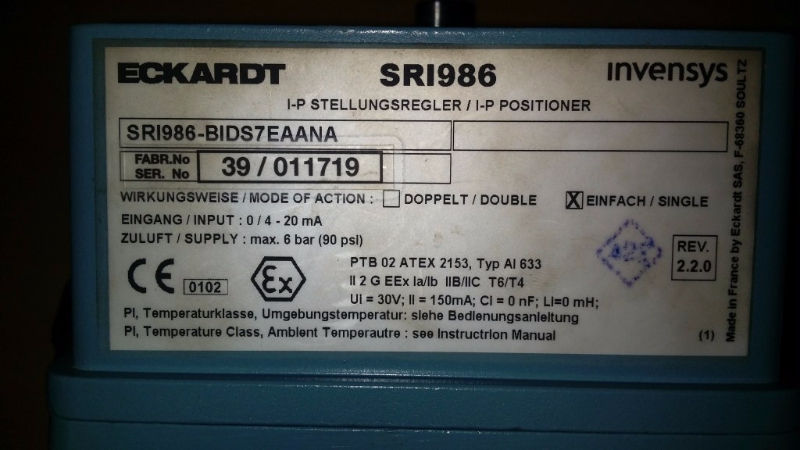 ECKARDT SRI986 invensys
I-P STELLUNGSREGLER / I-P POSITIONER
SRI986-BIDS7EAANA
FABR.No
SER. No 39 / 011719
WIRKUNGSWEISE / MODE OF ACTION : DOPPELT / DOUBLE X EINFACH / SINGLE
EINGANG / INPUT : 0 / 4 - 20 mA
ZULUFT / SUPPLY : max. 6 bar (90 psi)
CE 0102 Ex
PTB 02 ATEX 2153, Typ AI 633
II 2 G EEx Ia/Ib IIB/IIC T6/T4
Ui = 30V; Ii = 150mA; Ci = 0 nF; Li=0 mH;
REV.
2.2.0
PI, Temperaturklasse, Umgebungstemperatur: siehe Bedienungsanleitung
PI, Temperature Class, Ambient Temperautre : see Instructrion Manual (1)
Made in France by Eckardt SAS, F-68360 SOULTZ